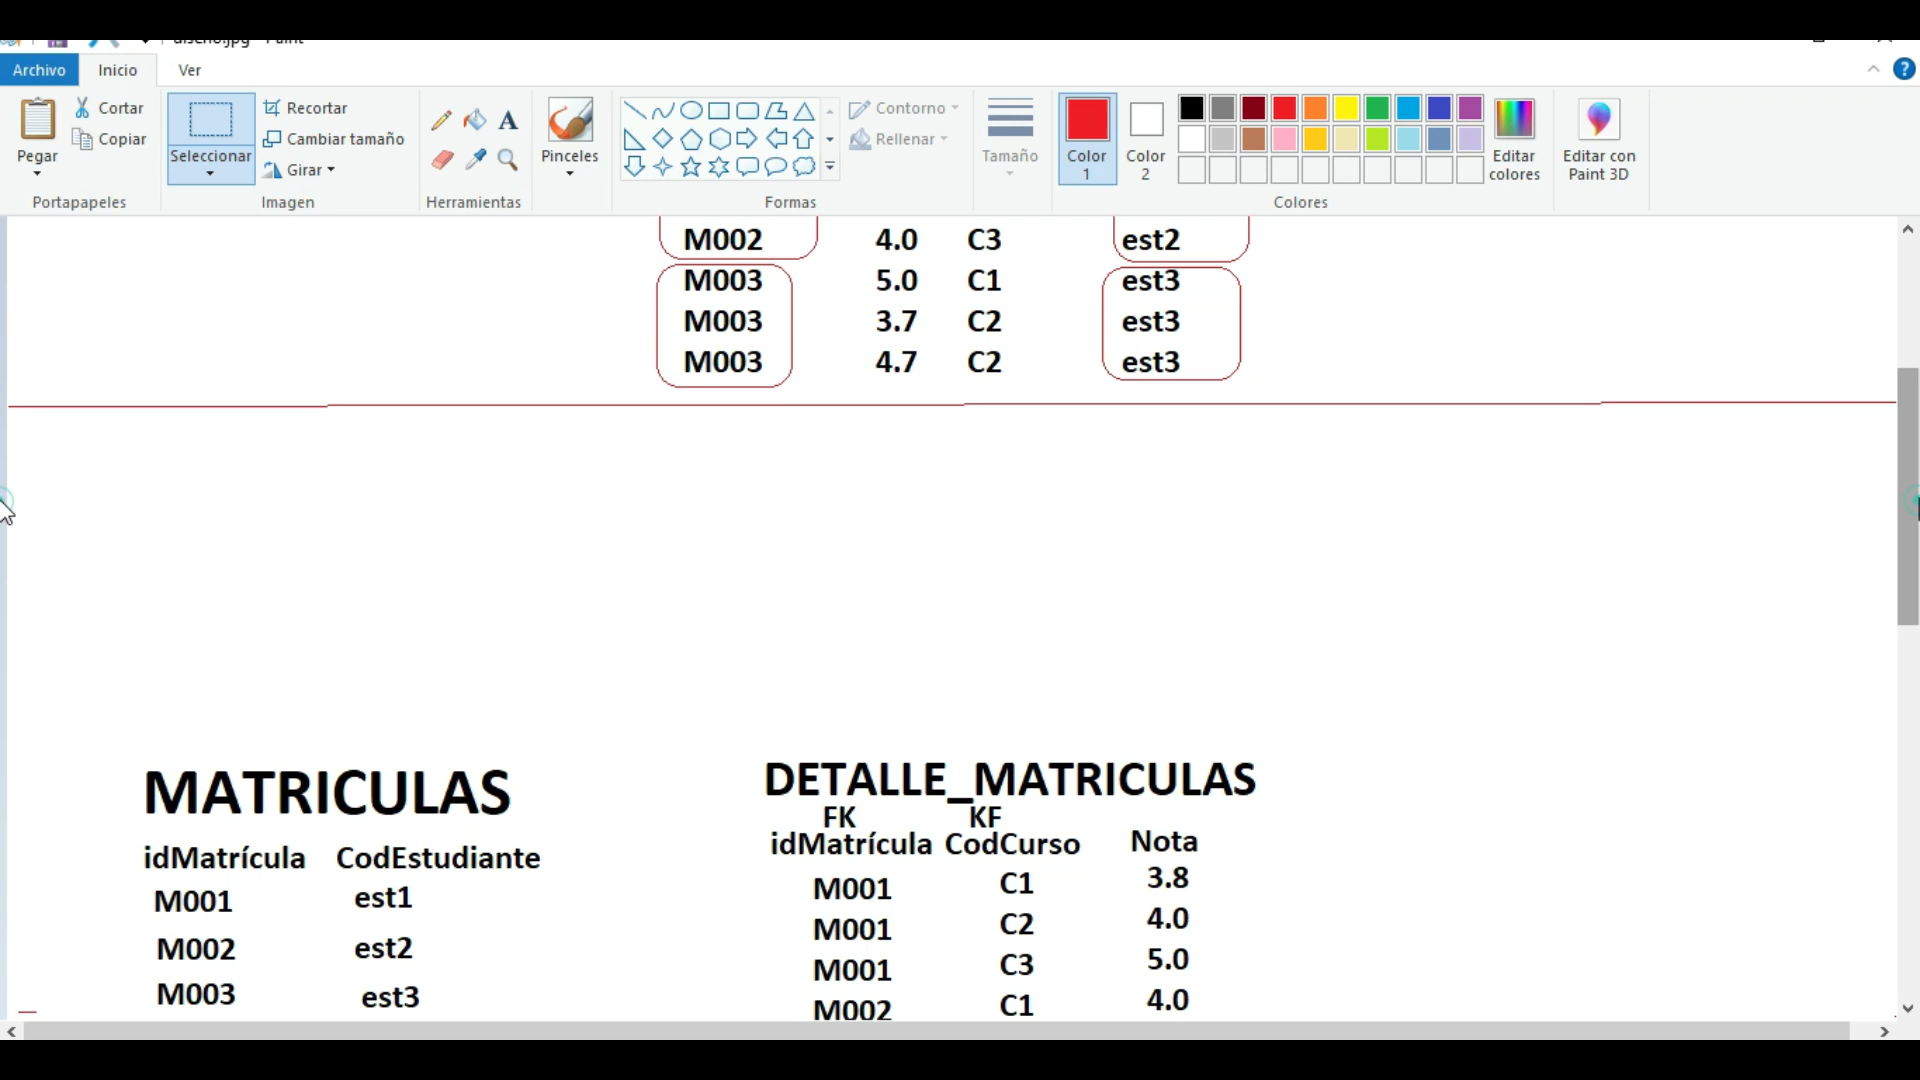 diseño.jpg - Paint
Archivo Inicio Ver
Pegar
Cortar
Copiar
Portapapeles
Seleccionar
Recortar
Cambiar tamaño
Girar
Imagen
A
Herramientas
Pinceles
Contorno
Rellenar
Formas
Tamaño
Color
1
Color
2
Editar
colores
Colores
Editar con
Paint 3D
?
M002 4.0 C3 est2
M003 5.0 C1 est3
M003 3.7 C2 est3
M003 4.7 C2 est3
MATRICULAS
idMatrícula CodEstudiante
M001 est1
M002 est2
M003 est3
DETALLE_MATRICULAS
FK KF
idMatrícula CodCurso Nota
M001 C1 3.8
M001 C2 4.0
M001 C3 5.0
M002 C1 4.0